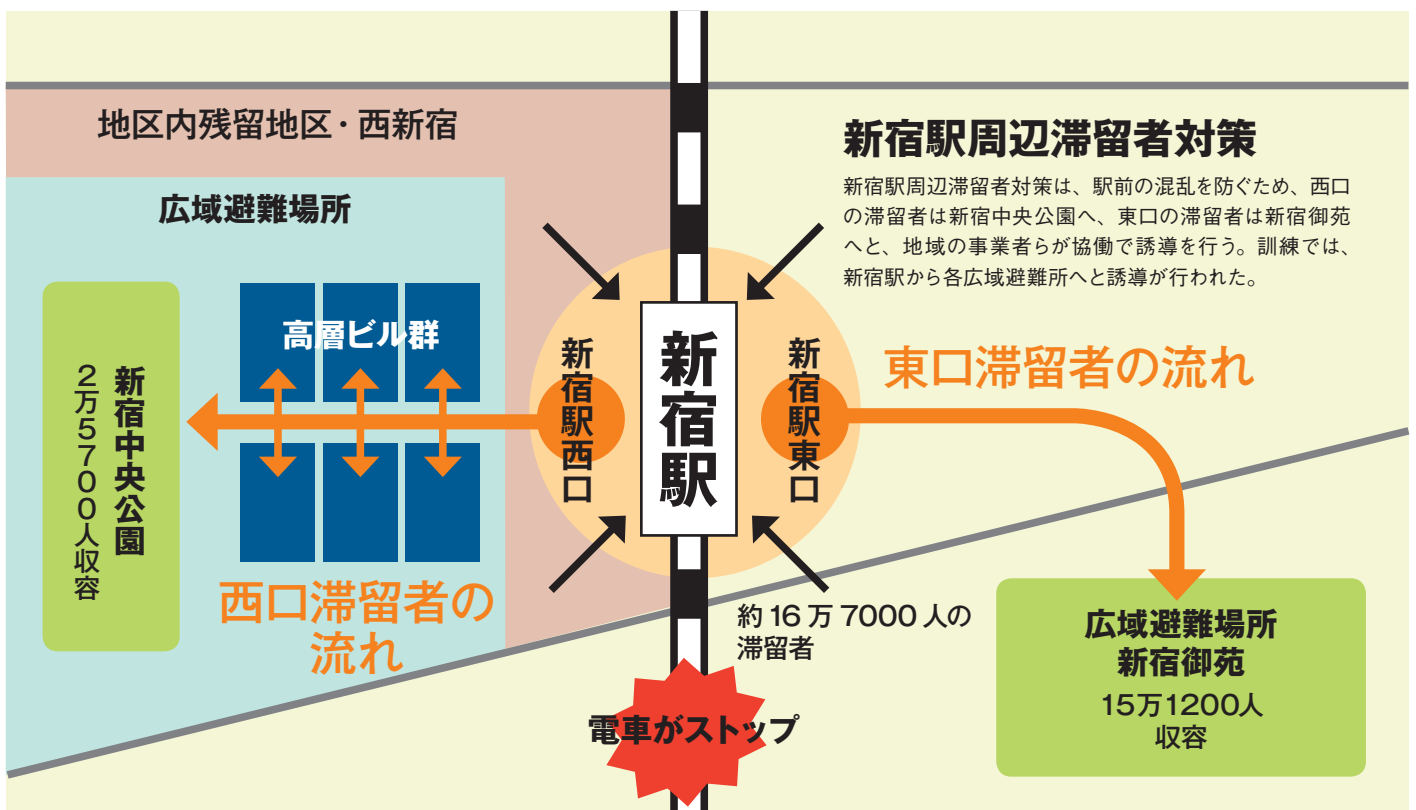 地区内残留地区・西新宿
広域避難場所
高層ビル群
新宿中央公園
2万5700人収容
西口滞留者の
流れ
新宿駅西口
新宿駅
新宿駅東口
新宿駅周辺滞留者対策
新宿駅周辺滞留者対策は、駅前の混乱を防ぐため、西口
の滞留者は新宿中央公園へ、東口の滞留者は新宿御苑
へと、地域の事業者らが協働で誘導を行う。訓練では、
新宿駅から各広域避難所へと誘導が行われた。
東口滞留者の流れ
約16万7000人の
滞留者
電車がストップ
広域避難場所
新宿御苑
15万1200人
収容